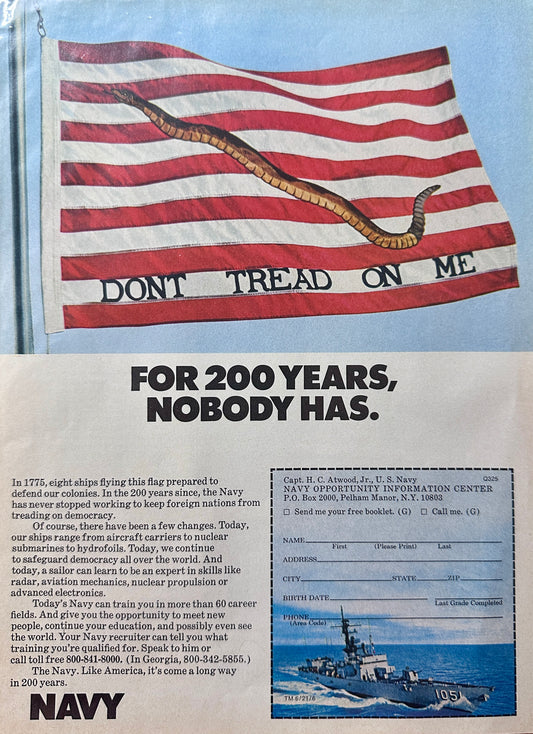 DONT TREAD ON ME
FOR 200 YEARS,
NOBODY HAS.
In 1775, eight ships flying this flag prepared to
defend our colonies. In the 200 years since, the Navy
has never stopped working to keep foreign nations from
treading on democracy.
Of course, there have been a few changes. Today,
our ships range from aircraft carriers to nuclear
submarines to hydrofoils. Today, we continue
to safeguard democracy all over the world. And
today, a sailor can learn to be an expert in skills like
radar, aviation mechanics, nuclear propulsion or
advanced electronics.
Today's Navy can train you in more than 60 career
fields. And give you the opportunity to meet new
people, continue your education, and possibly even see
the world. Your Navy recruiter can tell you what
training you're qualified for. Speak to him or
call toll free 800-841-8000. (In Georgia, 800-342-5855.)
The Navy. Like America, it's come a long way
in 200 years.
NAVY
Capt. H. C. Atwood, Jr., U. S. Navy Q325
NAVY OPPORTUNITY INFORMATION CENTER
P.O. Box 2000, Pelham Manor, N.Y. 10803
☐ Send me your free booklet. (G) ☐ Call me. (G)
NAME
First (Please Print) Last
ADDRESS
CITY STATE ZIP
BIRTH DATE
Last Grade Completed
PHONE
(Area Code)
1051
TM 6/21/6